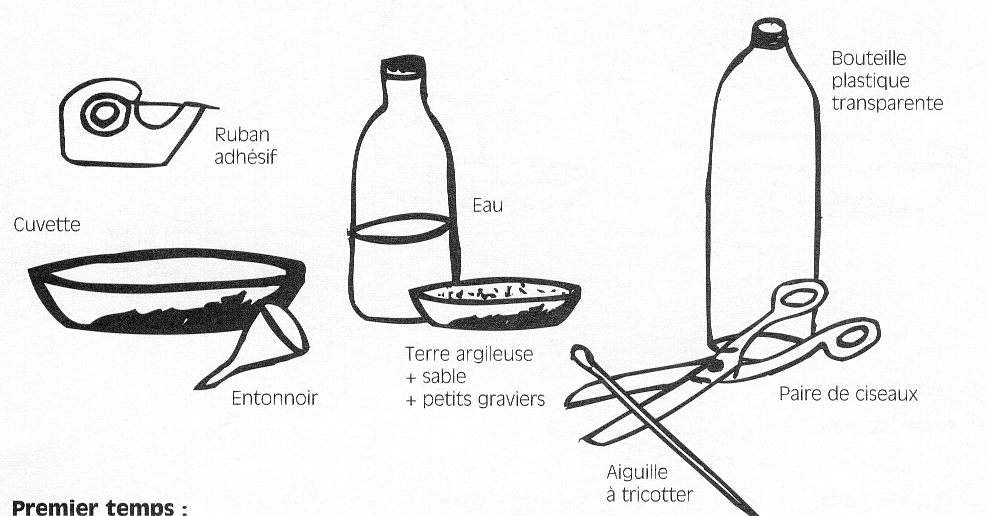 Ruban
adhésif
Cuvette
Entonnoir
Eau
Terre argileuse
+ sable
+ petits graviers
Bouteille
plastique
transparente
Paire de ciseaux
Aiguille
à tricotter
Premier temps :